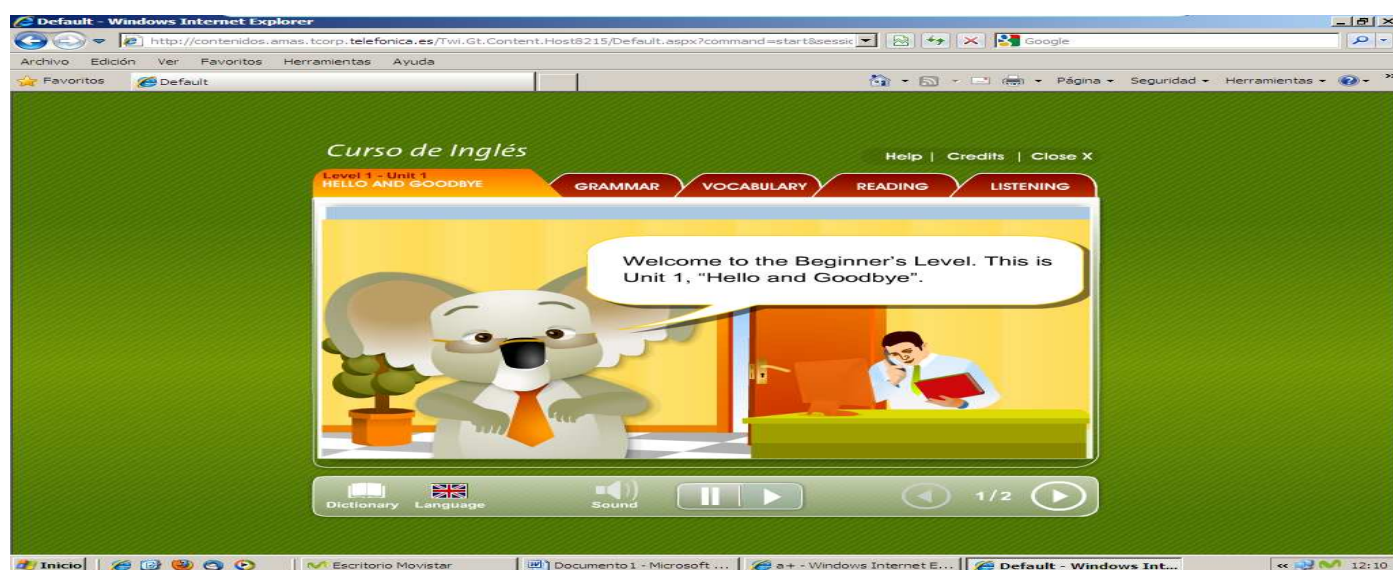 Default - Windows Internet Explorer
http://contenidos.amas.tcorp.telefonica.es/Twi.Gt.Content.Host8215/Default.aspx?command=start&sessic
Google
Archivo Edición Ver Favoritos Herramientas Ayuda
Favoritos Default Página Seguridad Herramientas
Curso de Inglés
Help | Credits | Close X
Level 1 - Unit 1
HELLO AND GOODBYE GRAMMAR VOCABULARY READING LISTENING
Welcome to the Beginner's Level. This is
Unit 1, "Hello and Goodbye".
1/2
Dictionary Language Sound
Inicio Escritorio Movistar Documento1 - Microsoft ... a+ - Windows Internet E... Default - Windows Int... 12:10